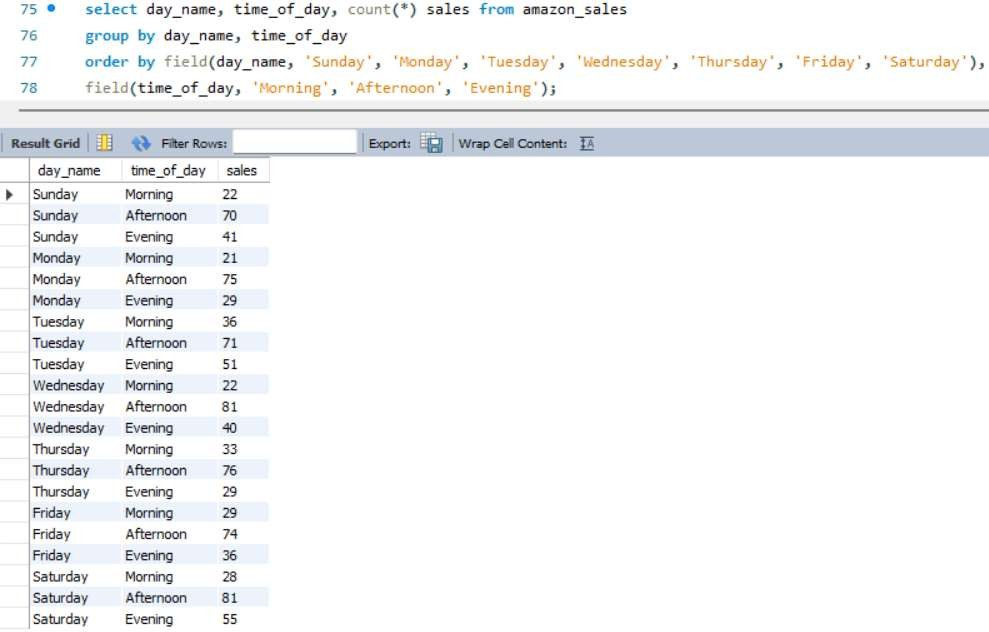 75 select day_name, time_of_day, count(*) sales from amazon_sales
76 group by day_name, time_of_day
77 order by field(day_name, 'Sunday', 'Monday', 'Tuesday', 'Wednesday', 'Thursday', 'Friday', 'Saturday'),
78 field(time_of_day, 'Morning', 'Afternoon', 'Evening');
Result Grid Filter Rows: Export: Wrap Cell Content: IA
day_name time_of_day sales
Sunday Morning 22
Sunday Afternoon 70
Sunday Evening 41
Monday Morning 21
Monday Afternoon 75
Monday Evening 29
Tuesday Morning 36
Tuesday Afternoon 71
Tuesday Evening 51
Wednesday Morning 22
Wednesday Afternoon 81
Wednesday Evening 40
Thursday Morning 33
Thursday Afternoon 76
Thursday Evening 29
Friday Morning 29
Friday Afternoon 74
Friday Evening 36
Saturday Morning 28
Saturday Afternoon 81
Saturday Evening 55